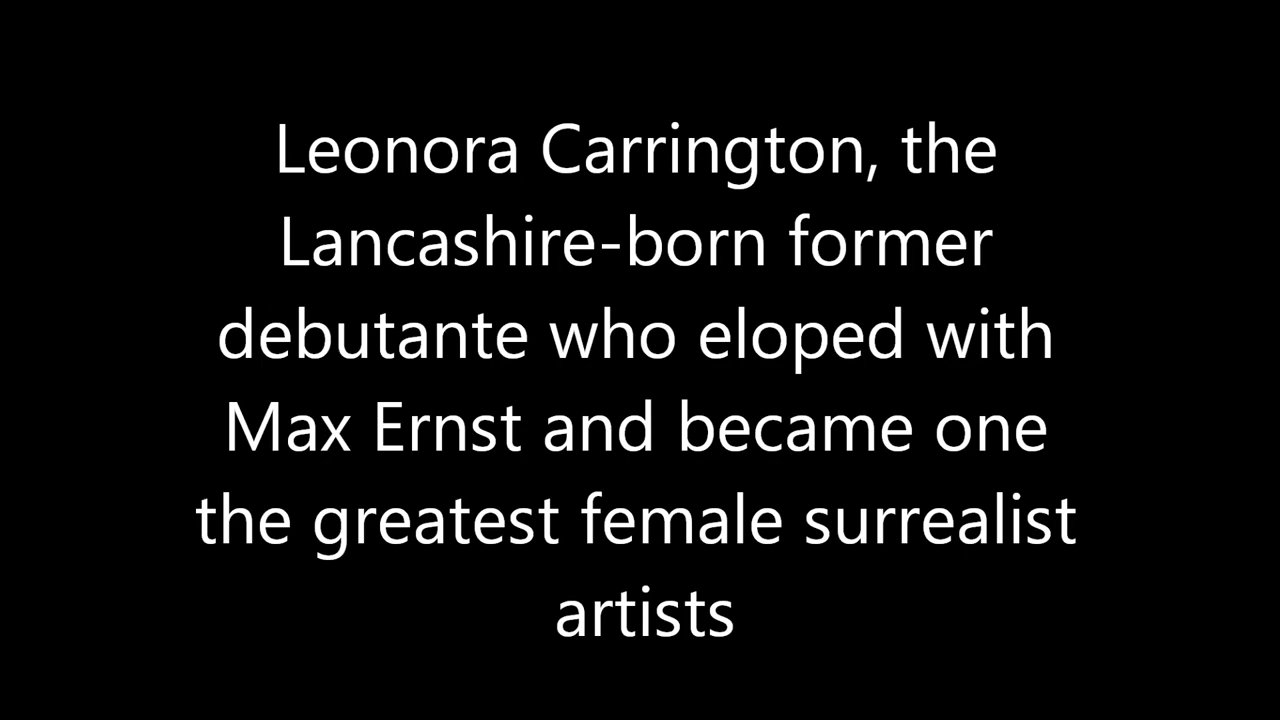 Leonora Carrington, the
Lancashire-born former
debutante who eloped with
Max Ernst and became one
the greatest female surrealist
artists